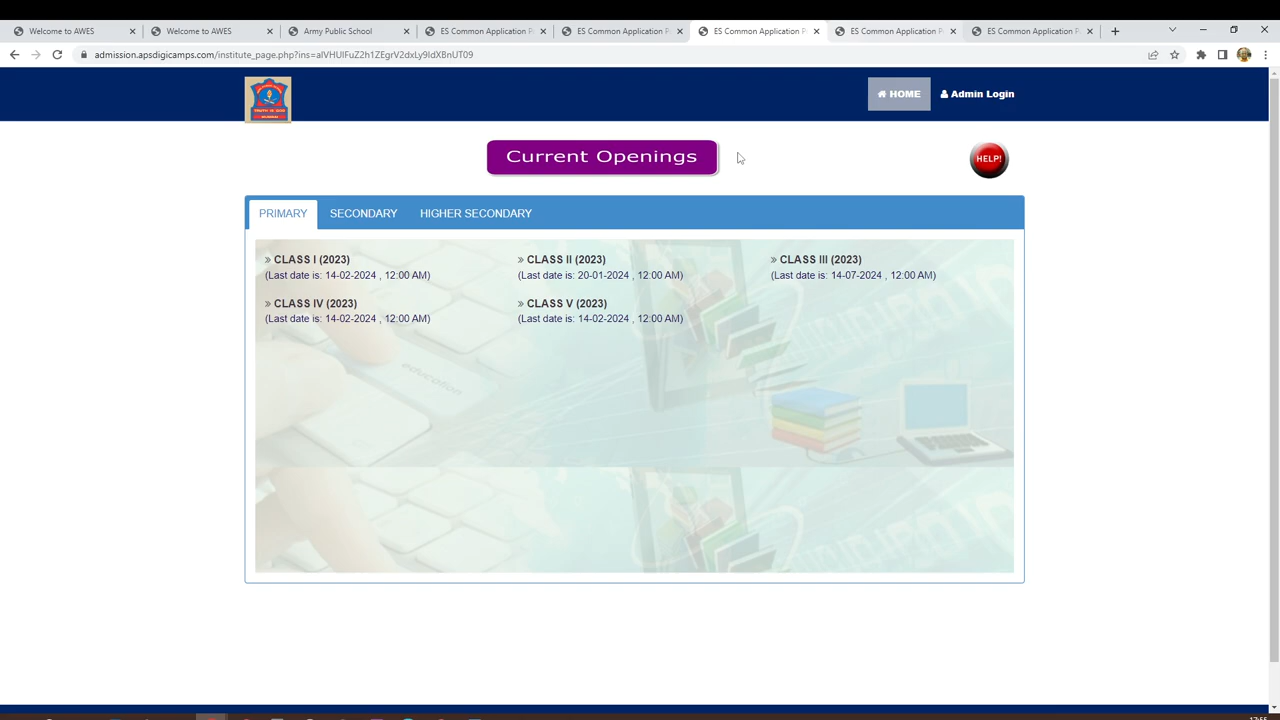 Welcome to AWES
Welcome to AWES
Army Public School
ES Common Application P
ES Common Application P
ES Common Application P
ES Common Application P
ES Common Application P
admission.apsdigicamps.com/institute_page.php?ins=
HOME
Admin Login
Current Openings
HELP!
PRIMARY
SECONDARY
HIGHER SECONDARY
» CLASS I (2023)
(Last date is: 14-02-2024 , 12:00 AM)
» CLASS II (2023)
(Last date is: 20-01-2024 , 12:00 AM)
» CLASS III (2023)
(Last date is: 14-07-2024 , 12:00 AM)
» CLASS IV (2023)
(Last date is: 14-02-2024 , 12:00 AM)
» CLASS V (2023)
(Last date is: 14-02-2024 , 12:00 AM)
education